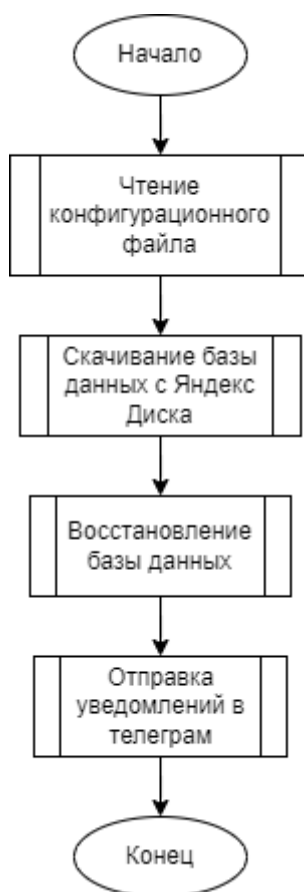 Начало
Чтение
конфигурационного
файла
Скачивание базы
данных с Яндекс
Диска
Восстановление
базы данных
Отправка
уведомлений в
телеграм
Конец